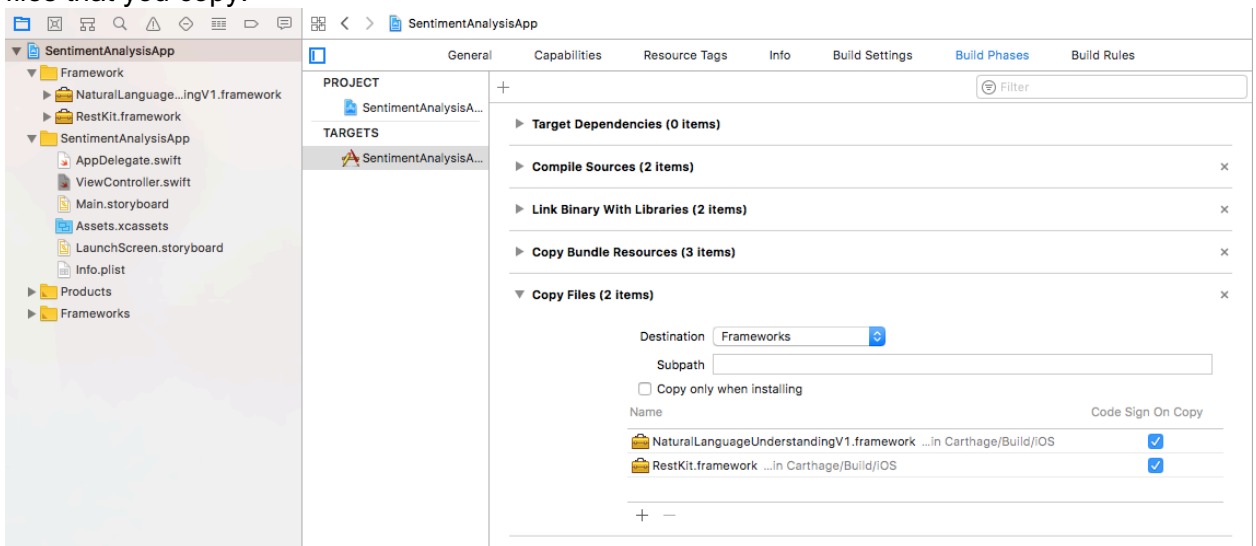 files that you copy.
SentimentAnalysisApp
General Capabilities Resource Tags Info Build Settings Build Phases Build Rules
SentimentAnalysisApp
Framework
NaturalLanguage...ingV1.framework
RestKit.framework
SentimentAnalysisApp
AppDelegate.swift
ViewController.swift
Main.storyboard
Assets.xcassets
LaunchScreen.storyboard
Info.plist
Products
Frameworks
PROJECT
SentimentAnalysisA...
TARGETS
SentimentAnalysisA...
Filter
Target Dependencies (0 items)
Compile Sources (2 items)
Link Binary With Libraries (2 items)
Copy Bundle Resources (3 items)
Copy Files (2 items)
Destination Frameworks
Subpath
Copy only when installing
Name Code Sign On Copy
NaturalLanguageUnderstandingV1.framework ...in Carthage/Build/iOS
RestKit.framework ...in Carthage/Build/iOS